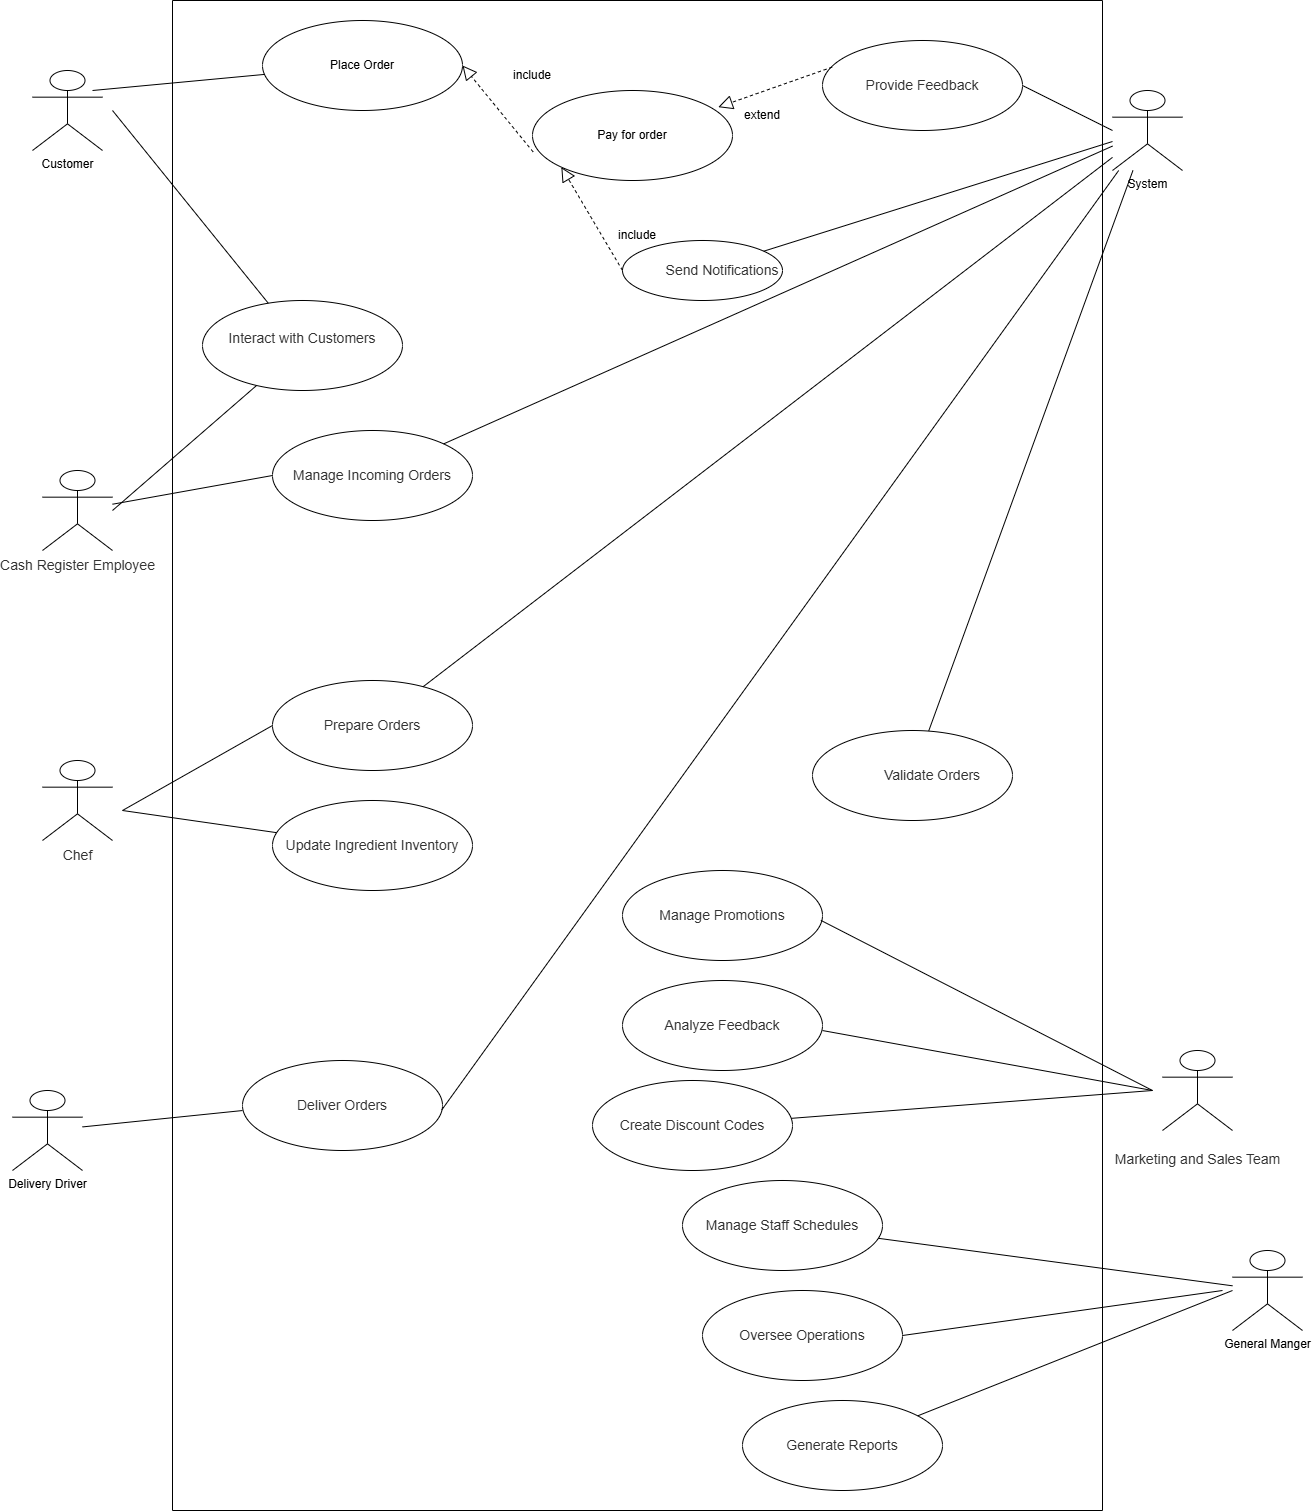 Place Order
include
Provide Feedback
extend
Pay for order
Customer
System
include
Send Notifications
Interact with Customers
Manage Incoming Orders
Cash Register Employee
Prepare Orders
Validate Orders
Update Ingredient Inventory
Chef
Manage Promotions
Analyze Feedback
Deliver Orders
Create Discount Codes
Marketing and Sales Team
Delivery Driver
Manage Staff Schedules
Oversee Operations
General Manger
Generate Reports